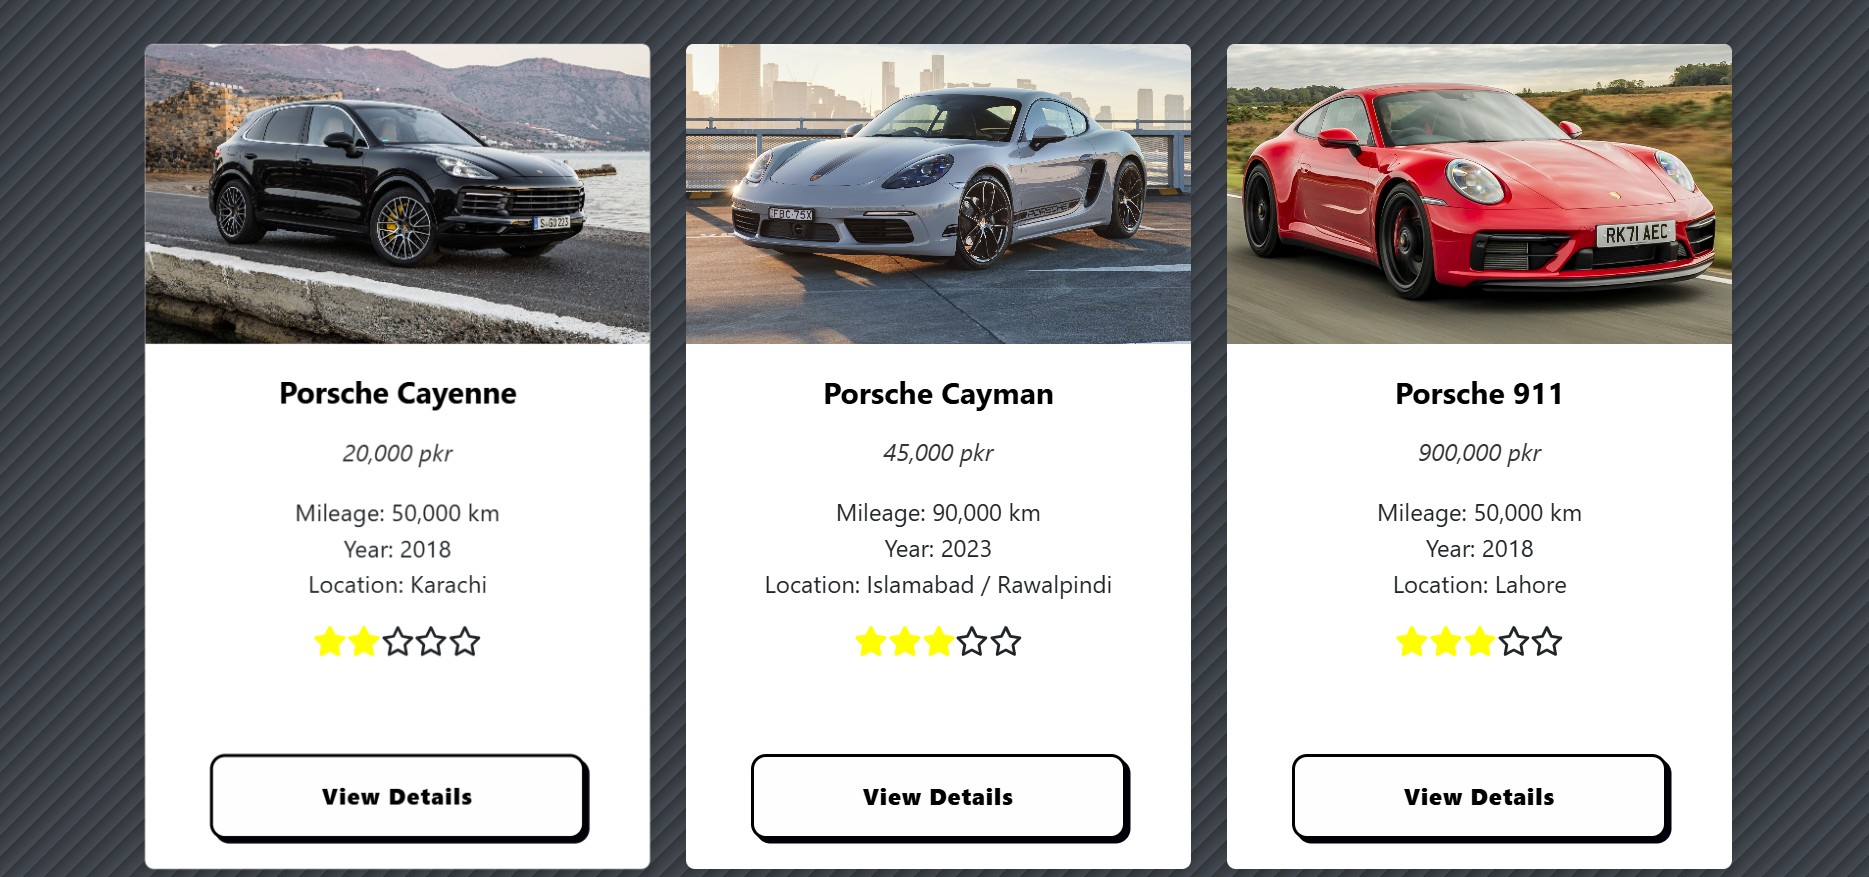 S·GO 223
FBC·75X
PORSCHE
RK71 AEC
Porsche Cayenne
20,000 pkr
Mileage: 50,000 km
Year: 2018
Location: Karachi
View Details
Porsche Cayman
45,000 pkr
Mileage: 90,000 km
Year: 2023
Location: Islamabad / Rawalpindi
View Details
Porsche 911
900,000 pkr
Mileage: 50,000 km
Year: 2018
Location: Lahore
View Details